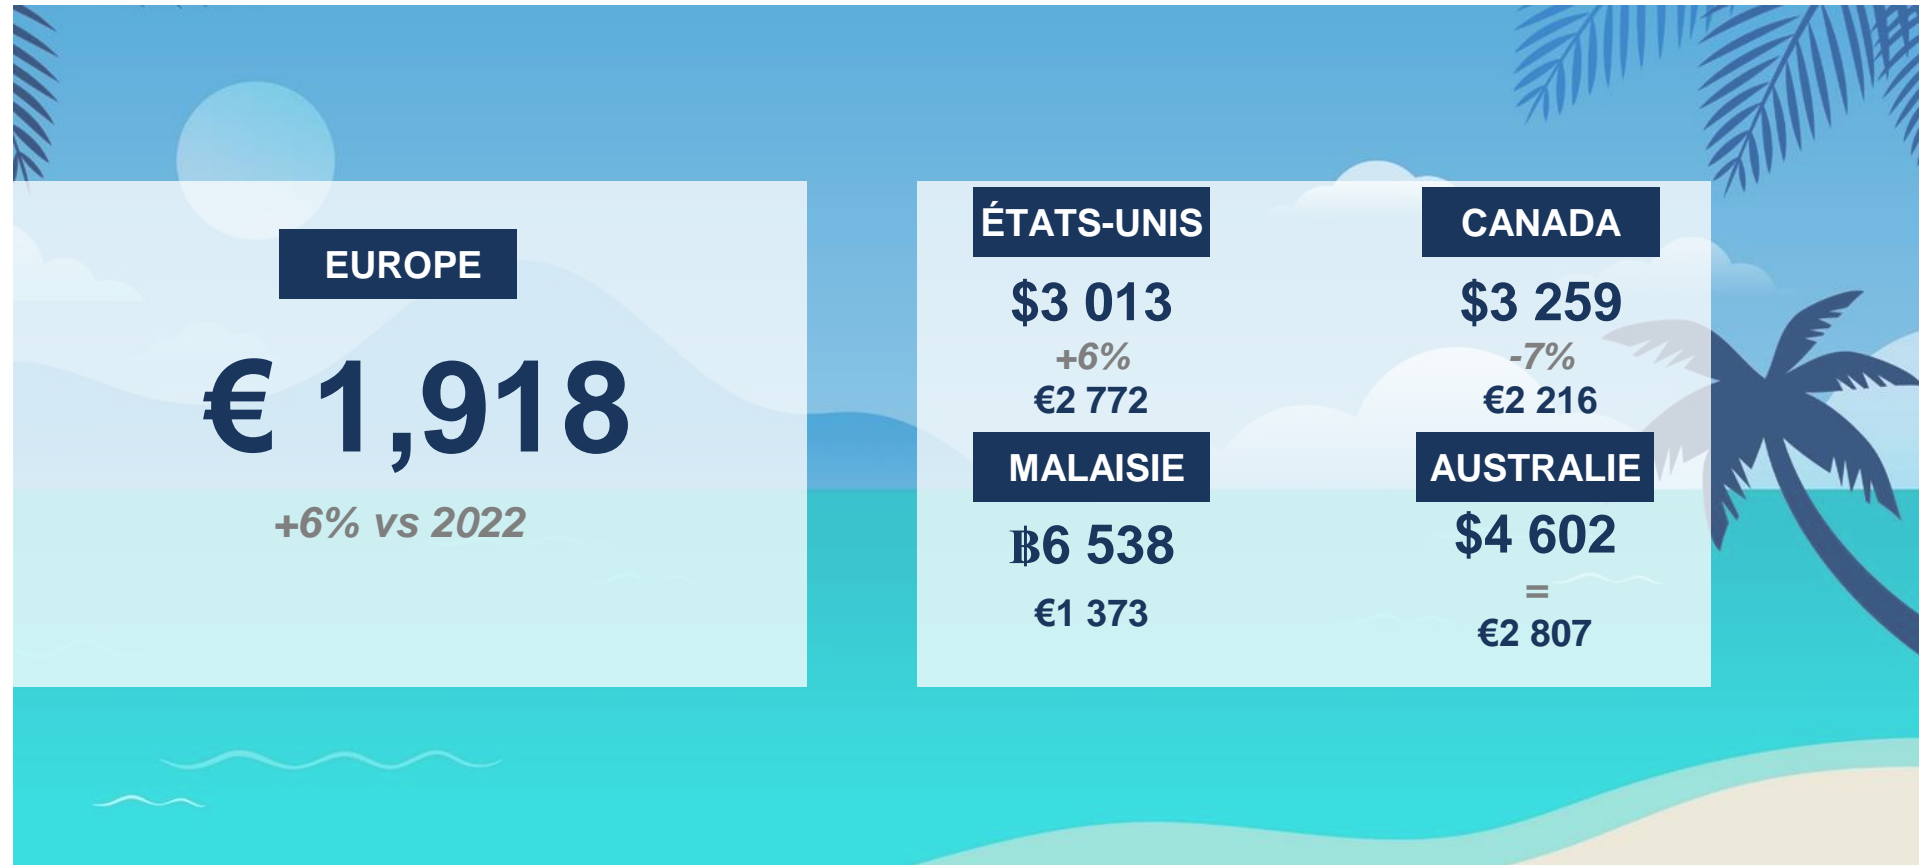 EUROPE
€ 1,918
+6% vs 2022
ÉTATS-UNIS
$3 013
+6%
€2 772
CANADA
$3 259
-7%
€2 216
MALAISIE
฿6 538
€1 373
AUSTRALIE
$4 602
=
€2 807